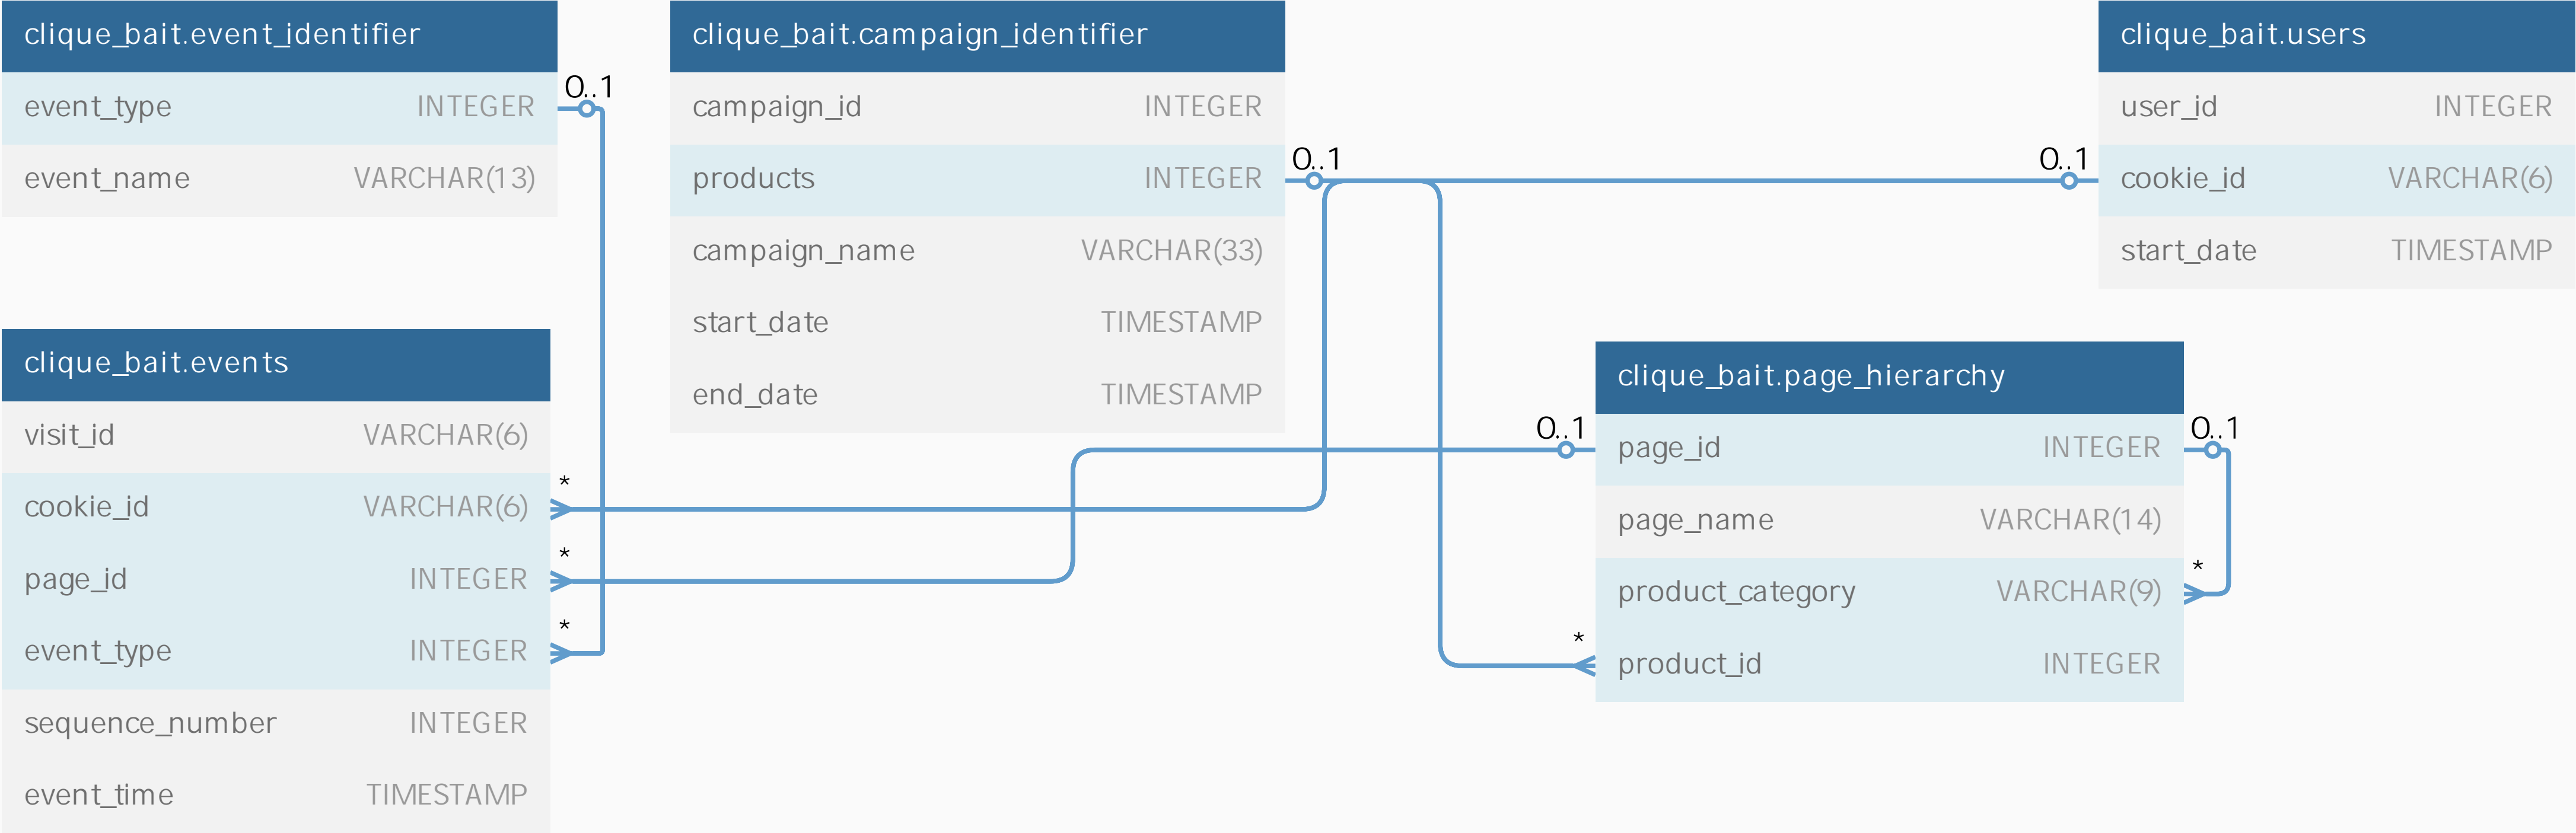 clique_bait.event_identifier
event_type INTEGER
event_name VARCHAR(13)
0..1
clique_bait.campaign_identifier
campaign_id INTEGER
products INTEGER
campaign_name VARCHAR(33)
start_date TIMESTAMP
end_date TIMESTAMP
0..1
0..1
clique_bait.users
user_id INTEGER
cookie_id VARCHAR(6)
start_date TIMESTAMP
clique_bait.events
visit_id VARCHAR(6)
cookie_id VARCHAR(6)
page_id INTEGER
event_type INTEGER
sequence_number INTEGER
event_time TIMESTAMP
*
*
*
0..1
clique_bait.page_hierarchy
page_id INTEGER
page_name VARCHAR(14)
product_category VARCHAR(9)
product_id INTEGER
0..1
*
*